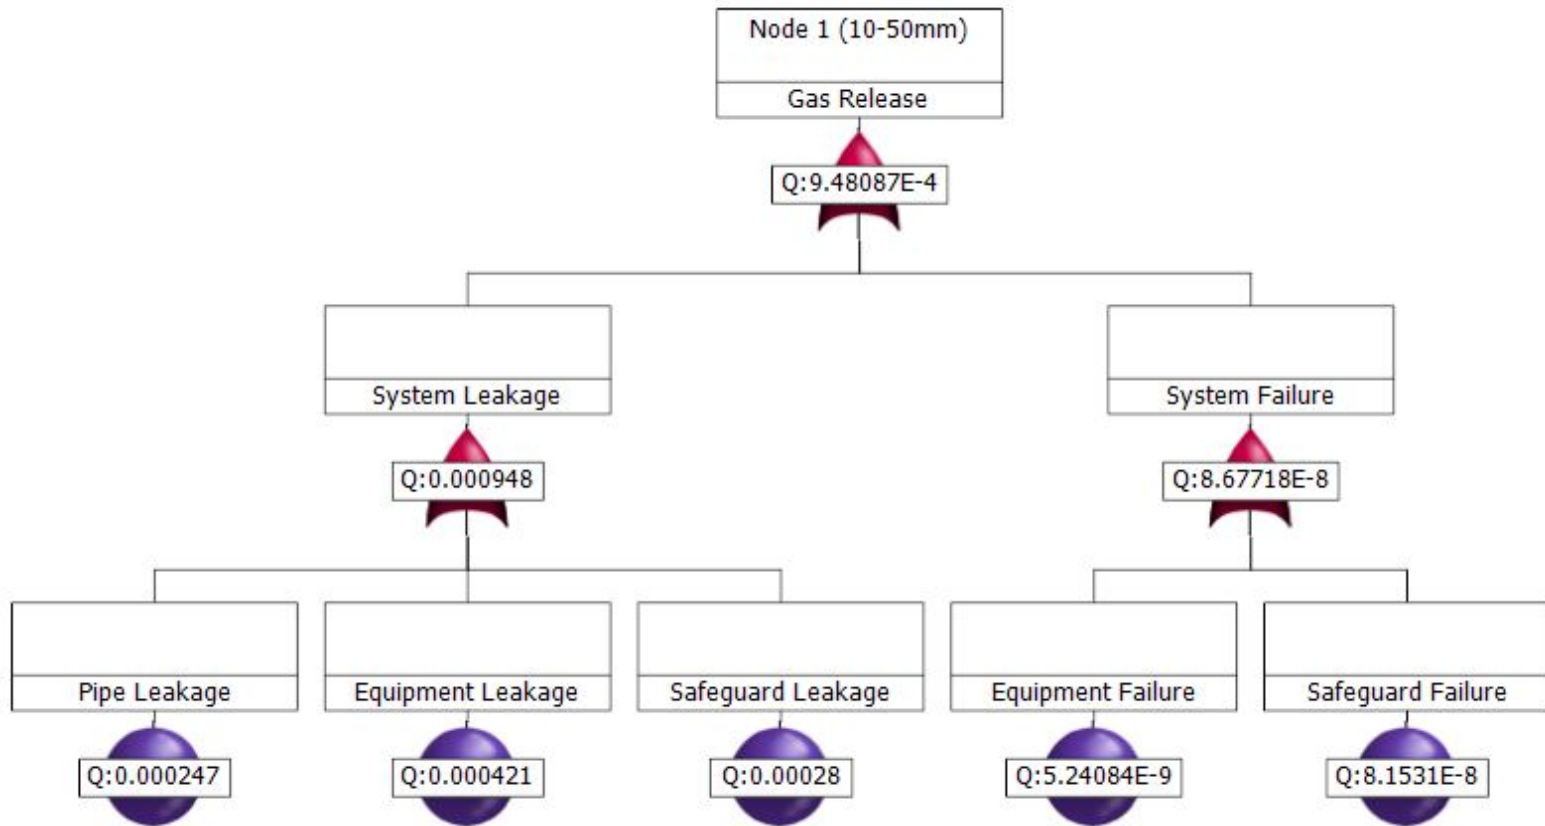 Node 1 (10-50mm)
Gas Release
Q:9.48087E-4
System Leakage
System Failure
Q:0.000948
Q:8.67718E-8
Pipe Leakage
Equipment Leakage
Safeguard Leakage
Equipment Failure
Safeguard Failure
Q:0.000247
Q:0.000421
Q:0.00028
Q:5.24084E-9
Q:8.1531E-8